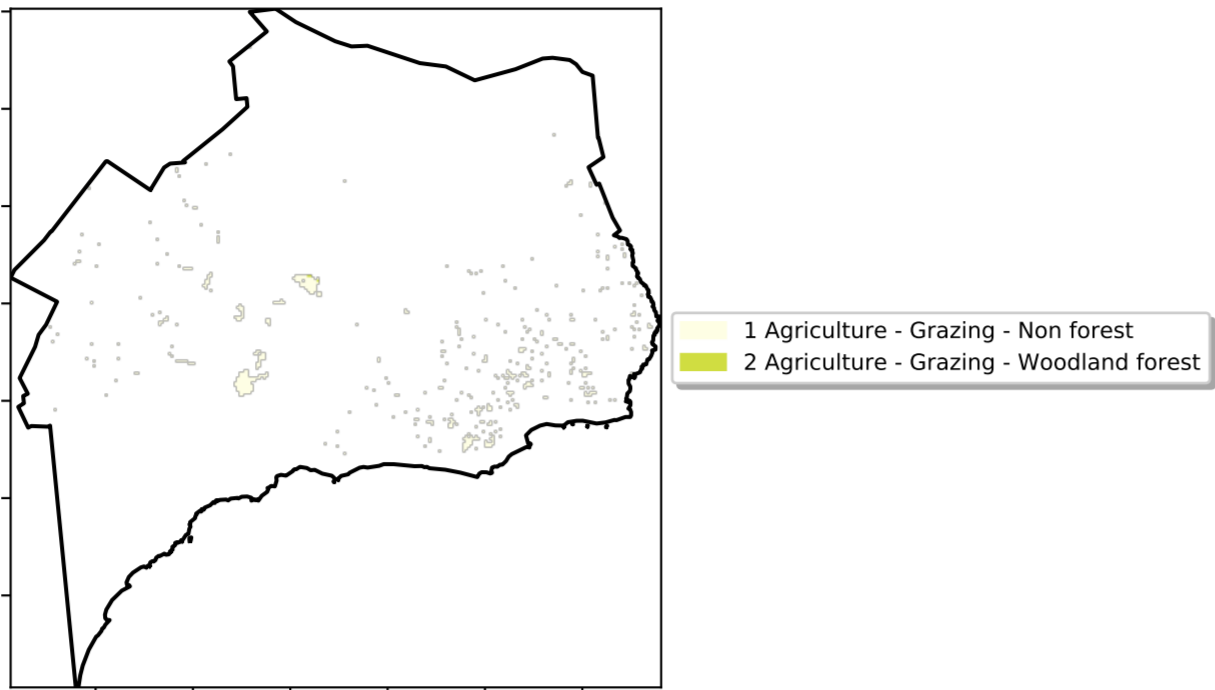 1 Agriculture - Grazing - Non forest
2 Agriculture - Grazing - Woodland forest